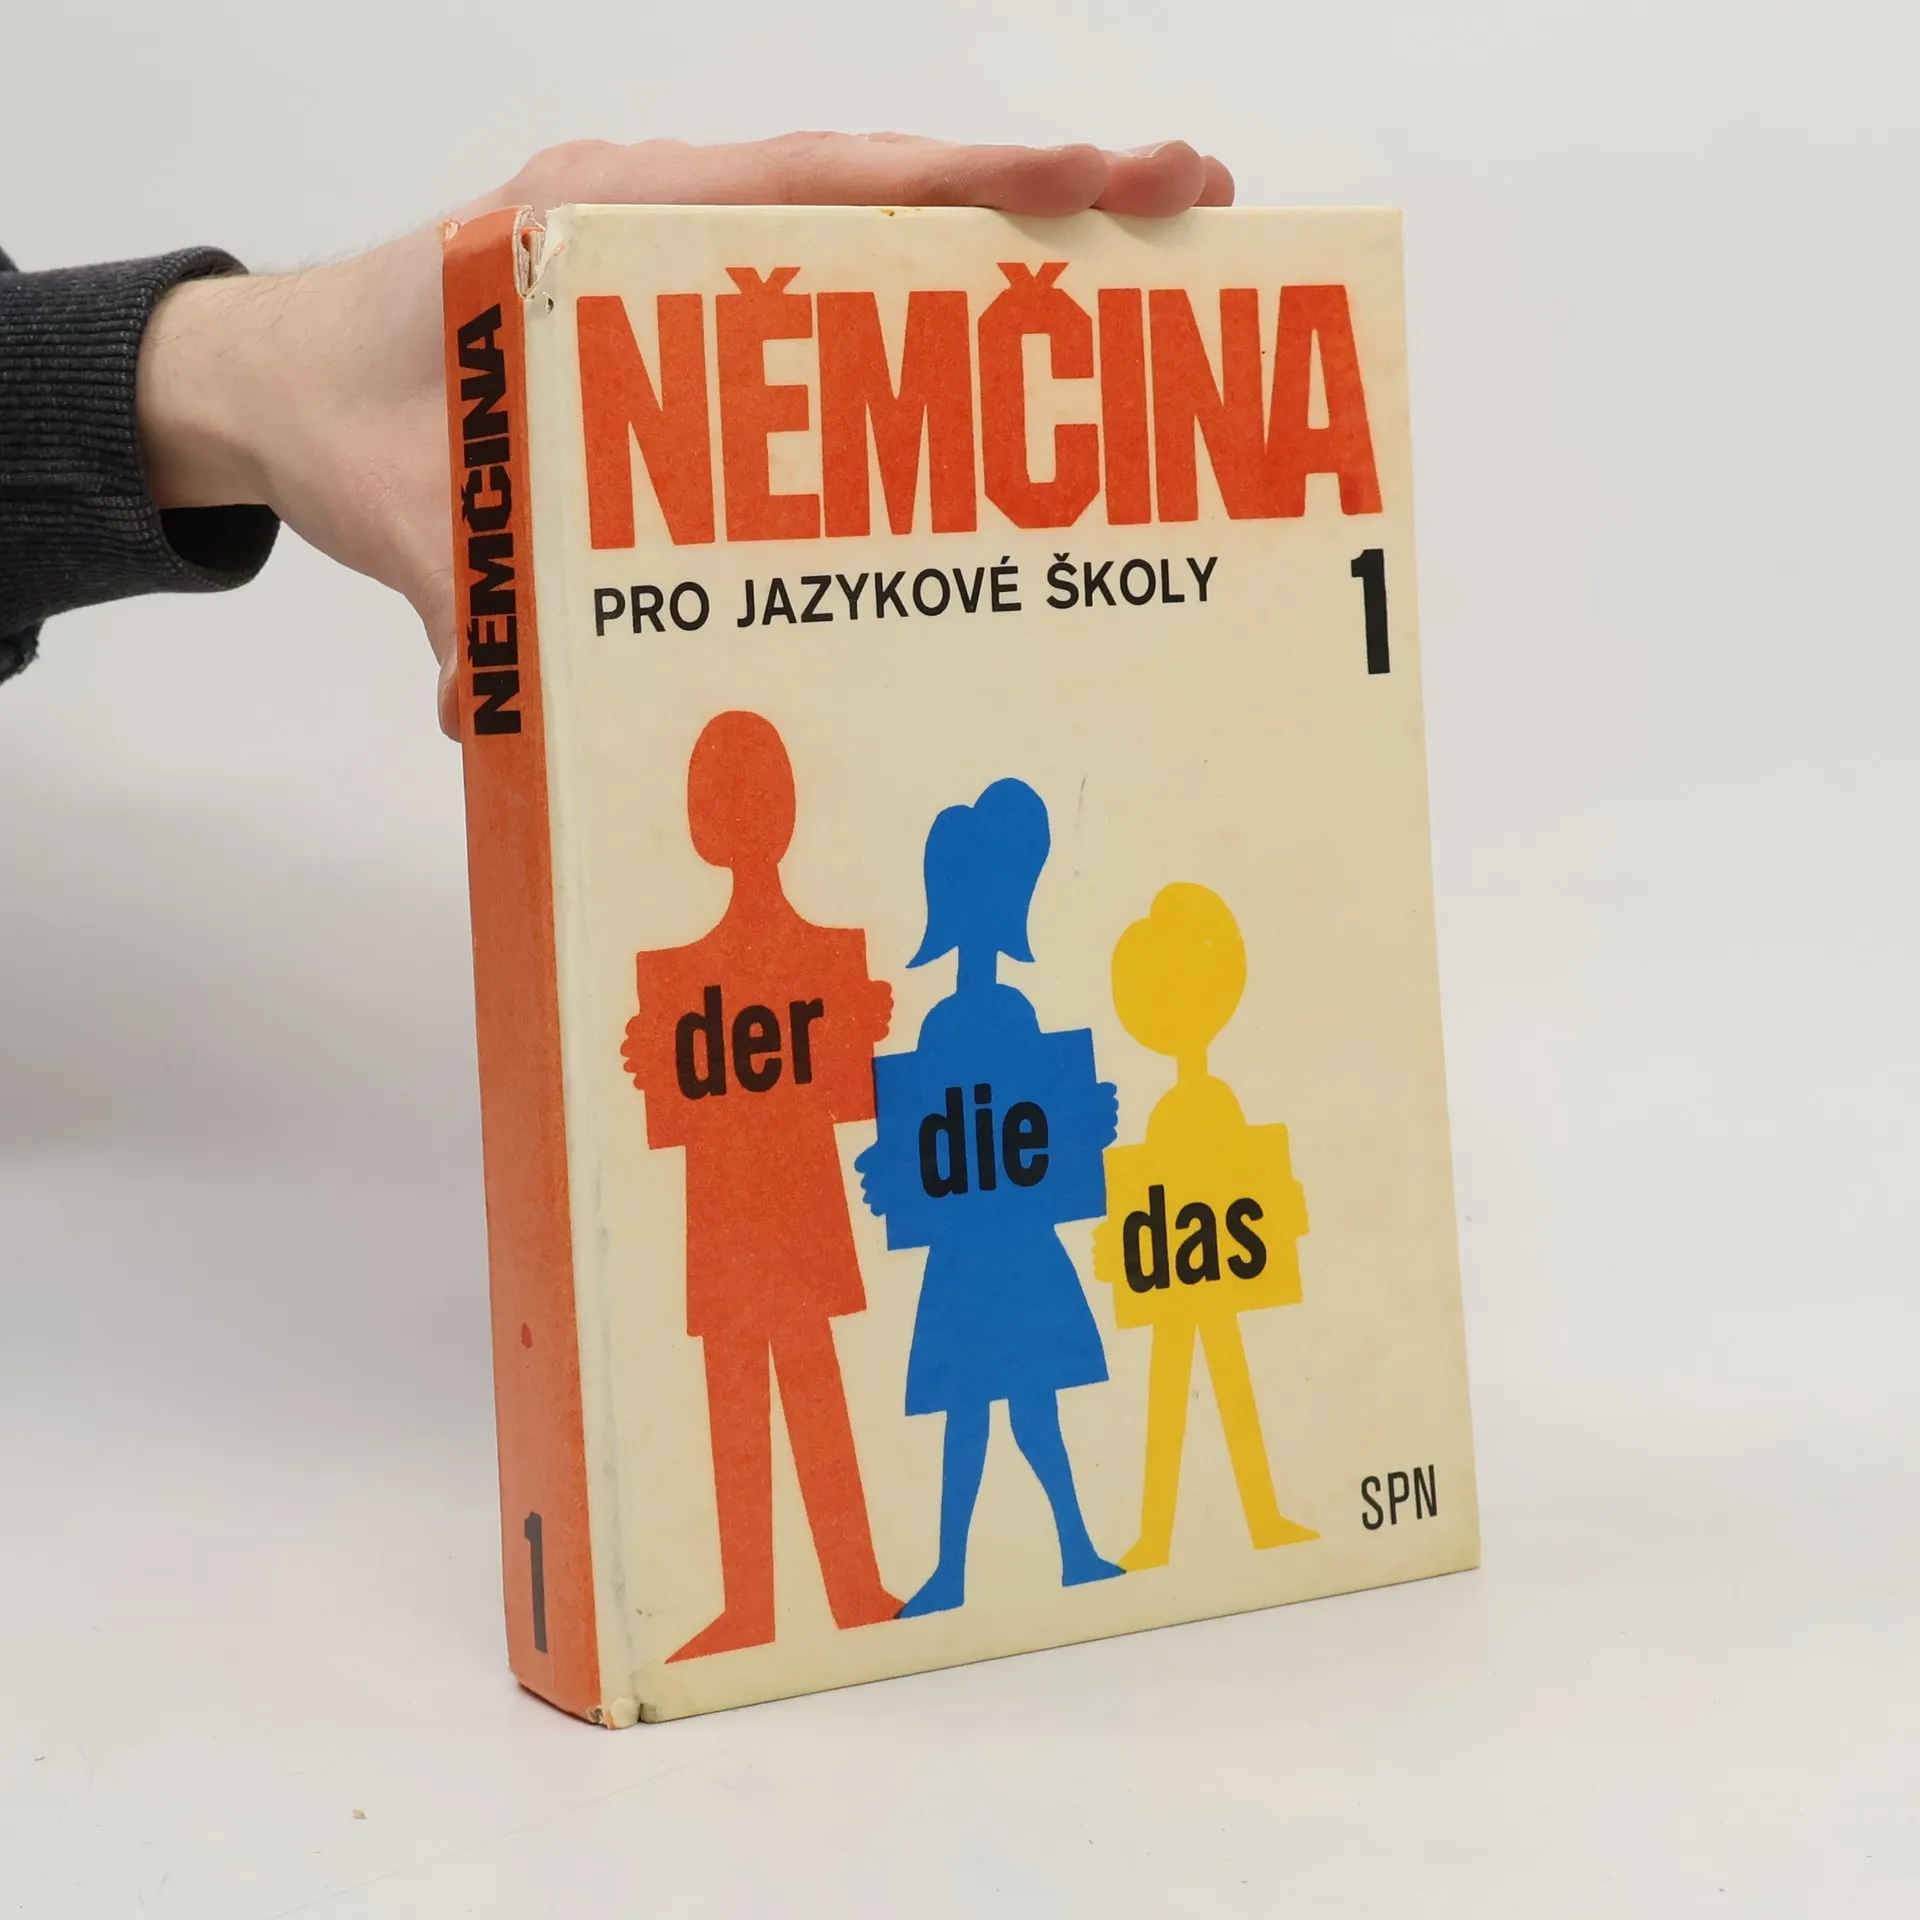 NĚMČINA
1
NĚMČINA
PRO JAZYKOVÉ ŠKOLY
1
der
die
das
SPN